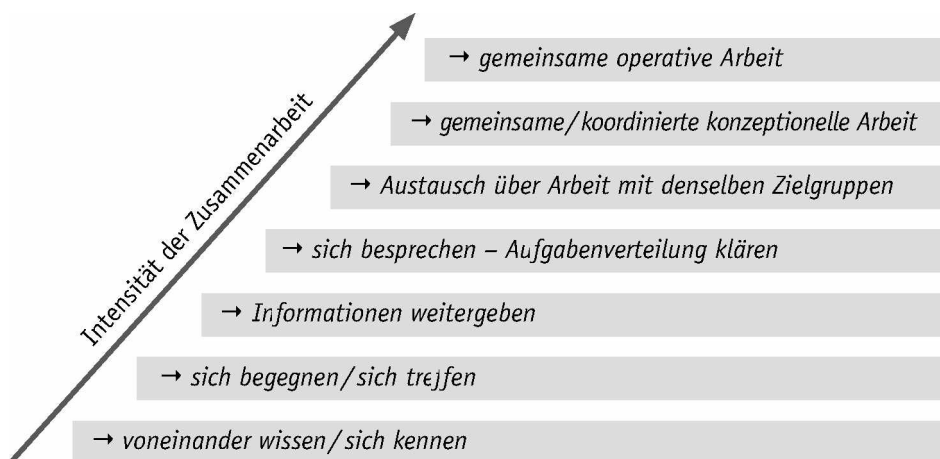 → gemeinsame operative Arbeit
→ gemeinsame/koordinierte konzeptionelle Arbeit
→ Austausch über Arbeit mit denselben Zielgruppen
→ sich besprechen – Aufgabenverteilung klären
→ Informationen weitergeben
→ sich begegnen/sich treffen
→ voneinander wissen/sich kennen
Intensität der Zusammenarbeit